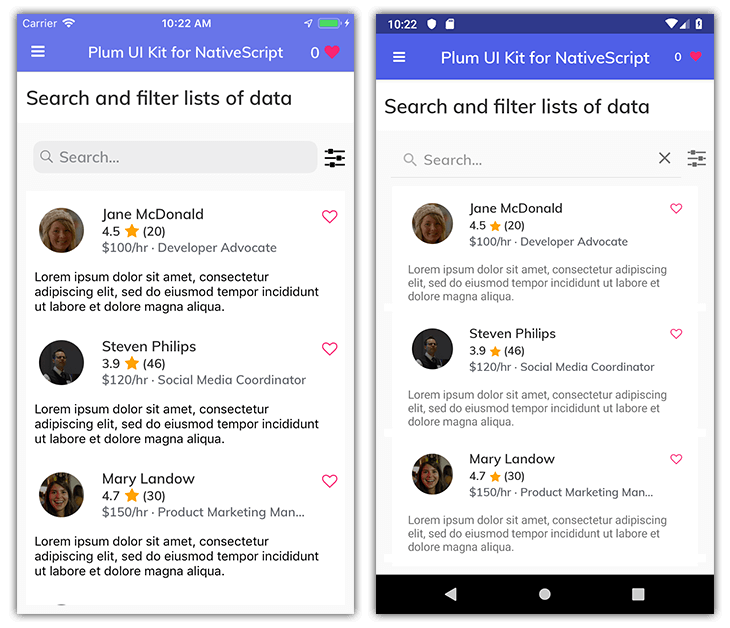 Carrier 10:22 AM
Plum UI Kit for NativeScript 0
Search and filter lists of data
Search...
Jane McDonald
4.5 (20)
$100/hr · Developer Advocate
Lorem ipsum dolor sit amet, consectetur
adipiscing elit, sed do eiusmod tempor incididunt
ut labore et dolore magna aliqua.
Steven Philips
3.9 (46)
$120/hr · Social Media Coordinator
Lorem ipsum dolor sit amet, consectetur
adipiscing elit, sed do eiusmod tempor incididunt
ut labore et dolore magna aliqua.
Mary Landow
4.7 (30)
$150/hr · Product Marketing Man...
Lorem ipsum dolor sit amet, consectetur
adipiscing elit, sed do eiusmod tempor incididunt
ut labore et dolore magna aliqua.
10:22
Plum UI Kit for NativeScript 0
Search and filter lists of data
Search...
Jane McDonald
4.5 (20)
$100/hr · Developer Advocate
Lorem ipsum dolor sit amet, consectetur adipiscing
elit, sed do eiusmod tempor incididunt ut labore et
dolore magna aliqua.
Steven Philips
3.9 (46)
$120/hr · Social Media Coordinator
Lorem ipsum dolor sit amet, consectetur adipiscing
elit, sed do eiusmod tempor incididunt ut labore et
dolore magna aliqua.
Mary Landow
4.7 (30)
$150/hr · Product Marketing Man...
Lorem ipsum dolor sit amet, consectetur adipiscing
elit, sed do eiusmod tempor incididunt ut labore et
dolore magna aliqua.